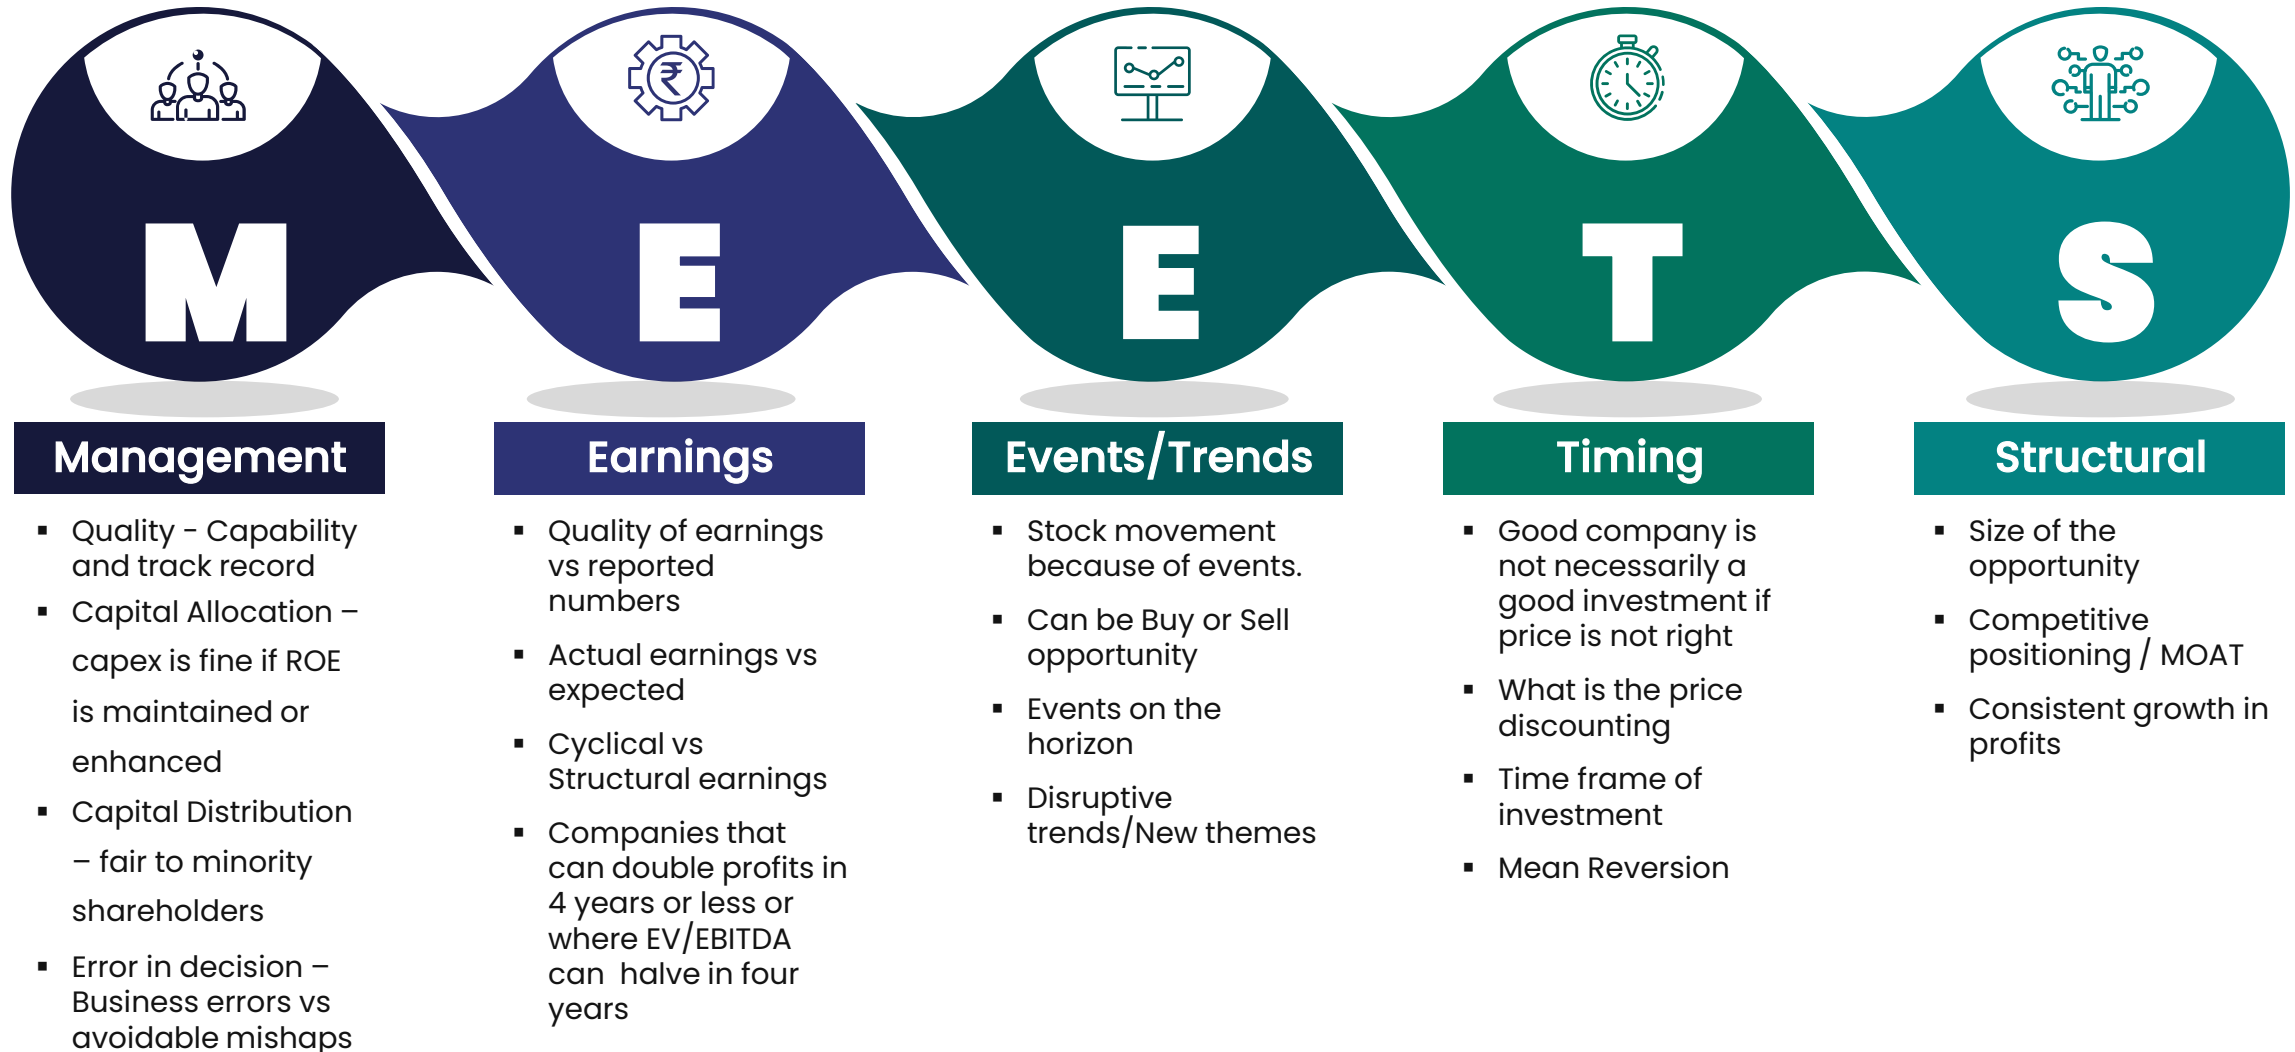 M
E
E
T
S
Management
Quality - Capability
and track record
Capital Allocation –
capex is fine if ROE
is maintained or
enhanced
Capital Distribution
– fair to minority
shareholders
Error in decision –
Business errors vs
avoidable mishaps
Earnings
Quality of earnings
vs reported
numbers
Actual earnings vs
expected
Cyclical vs
Structural earnings
Companies that
can double profits in
4 years or less or
where EV/EBITDA
can halve in four
years
Events/Trends
Stock movement
because of events.
Can be Buy or Sell
opportunity
Events on the
horizon
Disruptive
trends/New themes
Timing
Good company is
not necessarily a
good investment if
price is not right
What is the price
discounting
Time frame of
investment
Mean Reversion
Structural
Size of the
opportunity
Competitive
positioning / MOAT
Consistent growth in
profits